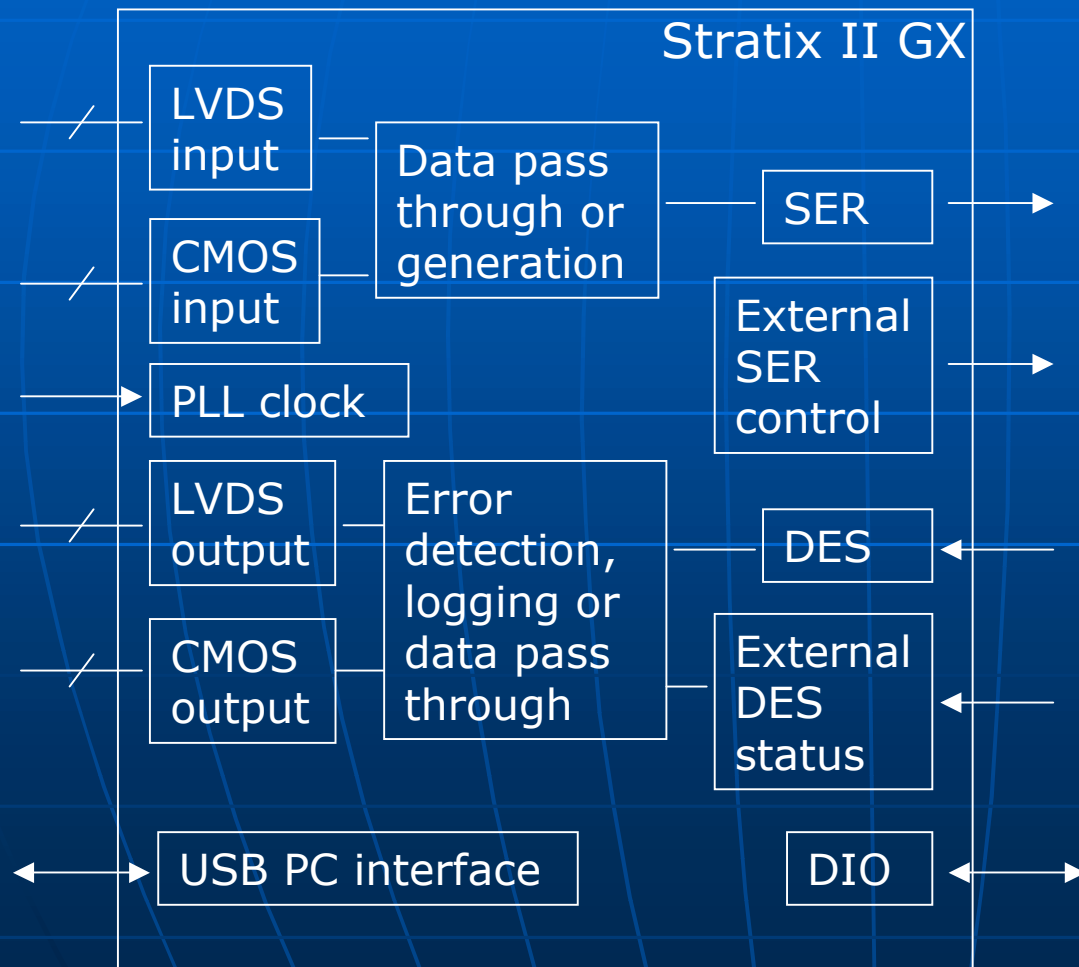 Stratix II GX
LVDS
input
Data pass
through or
generation
SER
CMOS
input
External
SER
control
PLL clock
LVDS
output
Error
detection,
logging or
data pass
through
DES
CMOS
output
External
DES
status
USB PC interface
DIO